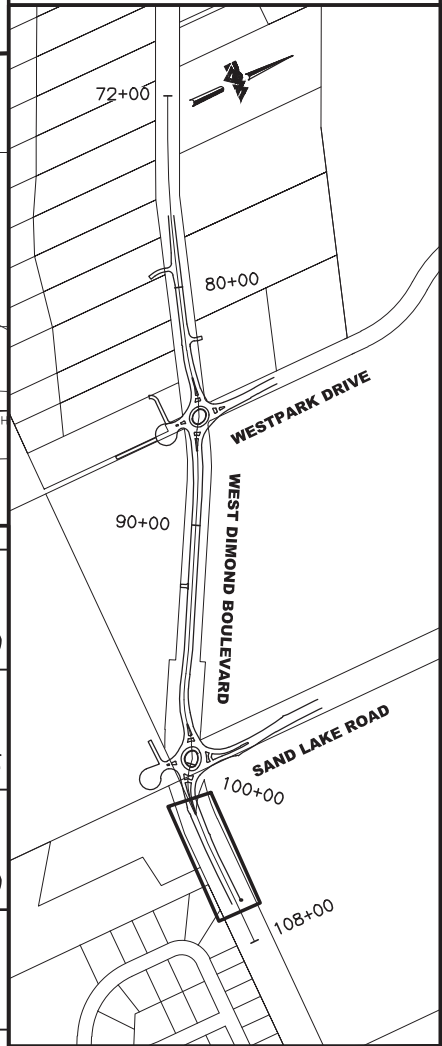 72+00
80+00
WESTPARK DRIVE
90+00
WEST DIMOND BOULEVARD
SAND LAKE ROAD
100+00
108+00